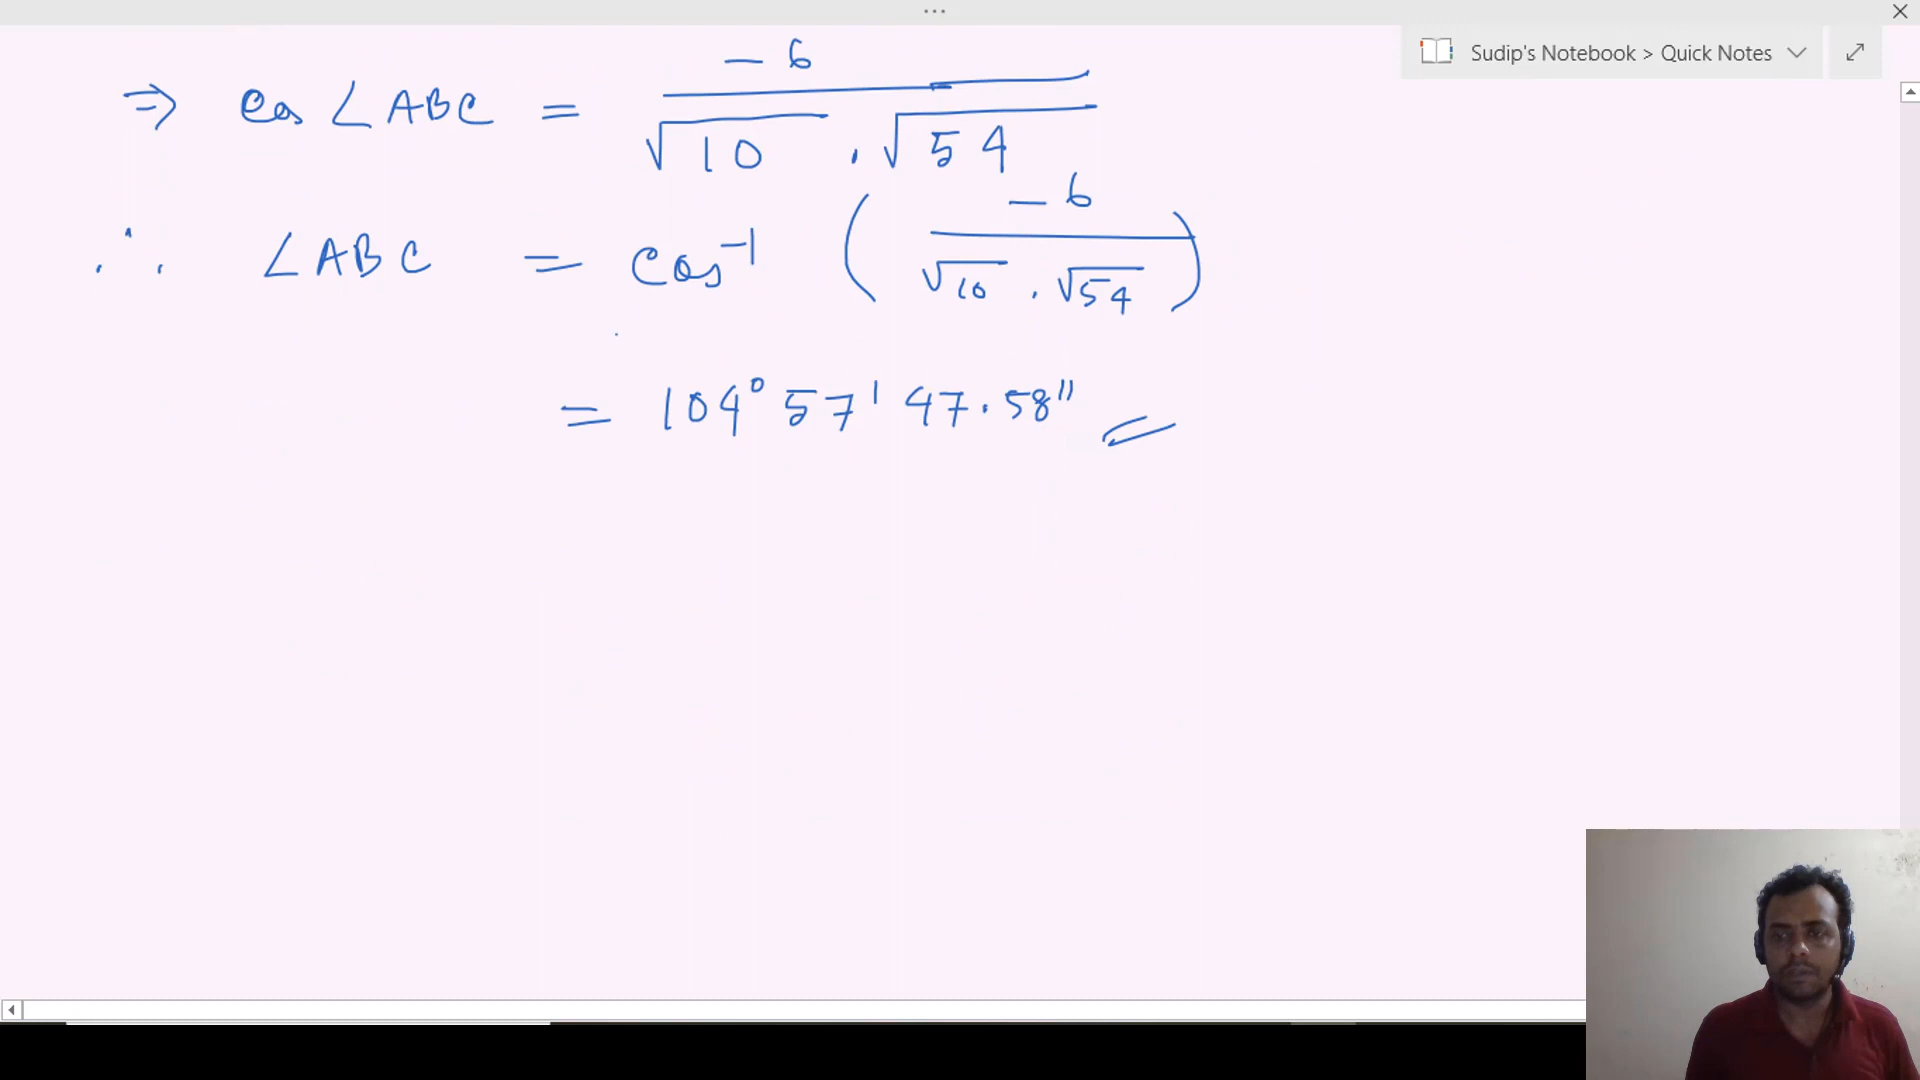 Sudip's Notebook > Quick Notes
⇒ cos ∠ABC = -6 / √10 . √54
∴ ∠ABC = cos⁻¹ ( -6 / √10 . √54 )
= 104° 57' 47.58"